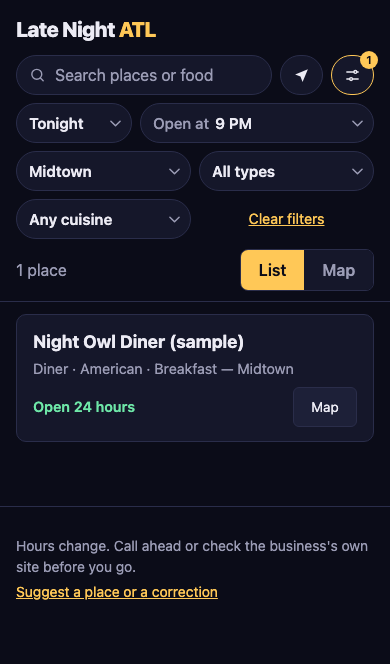 Late Night ATL
Search places or food
1
Tonight
Open at 9 PM
Midtown
All types
Any cuisine
Clear filters
1 place
List
Map
Night Owl Diner (sample)
Diner · American · Breakfast — Midtown
Open 24 hours
Map
Hours change. Call ahead or check the business's own
site before you go.
Suggest a place or a correction